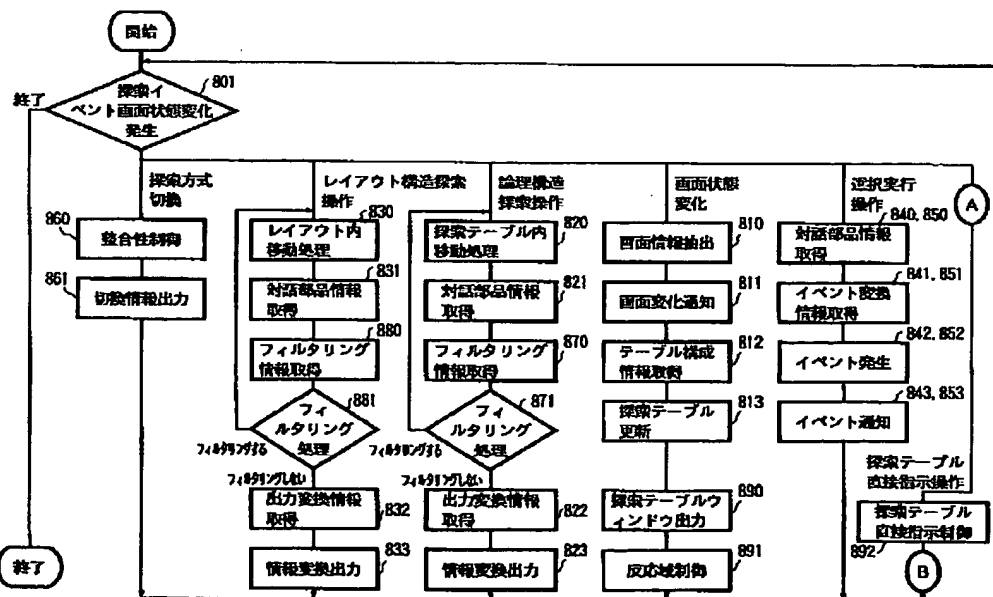 開始
801
探索イ
ベント画面状態変化
発生
終了
終了
探索方式
切換
860
整合性制御
861
切換情報出力
レイアウト構造探索
操作
830
レイアウト内
移動処理
831
対話部品情報
取得
880
フィルタリング
情報取得
881
フィ
ルタリング
処理
フィルタリングする
フィルタリングしない
出力変換情報
取得
832
情報変換出力
833
論理構造
探索操作
820
探索テーブル内
移動処理
821
対話部品情報
取得
870
フィルタリング
情報取得
871
フィ
ルタリング
処理
フィルタリングする
フィルタリングしない
出力変換情報
取得
822
情報変換出力
823
画面状態
変化
810
画面情報抽出
811
画面変化通知
812
テーブル構成
情報取得
813
探索テーブル
更新
890
探索テーブルウ
ィンドウ出力
891
反応域制御
選択実行
操作
840, 850
対話部品情報
取得
841, 851
イベント変換
情報取得
842, 852
イベント発生
843, 853
イベント通知
A
探索テーブル
直接指示操作
探索テーブル
直接指示制御
892
B